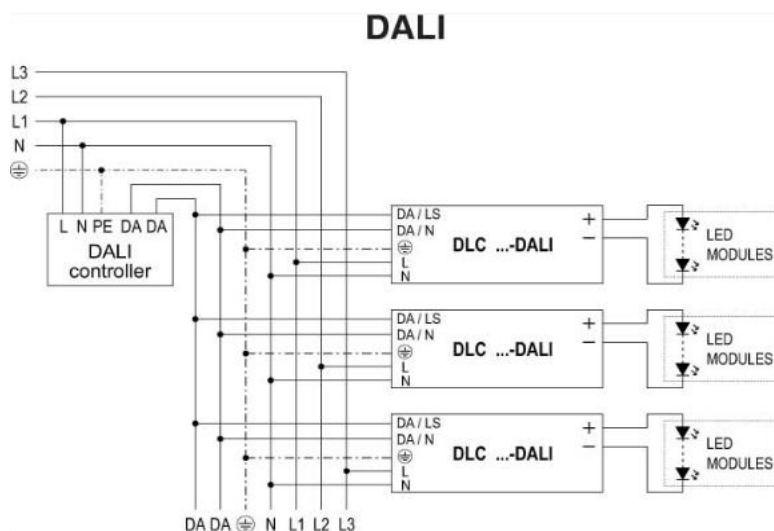 DALI
L3
L2
L1
N
L N PE DA DA
DALI
controller
DA / LS
DA / N
L
N
DLC ...-DALI
+
−
LED
MODULES
DA / LS
DA / N
L
N
DLC ...-DALI
+
−
LED
MODULES
DA / LS
DA / N
L
N
DLC ...-DALI
+
−
LED
MODULES
DA DA N L1 L2 L3